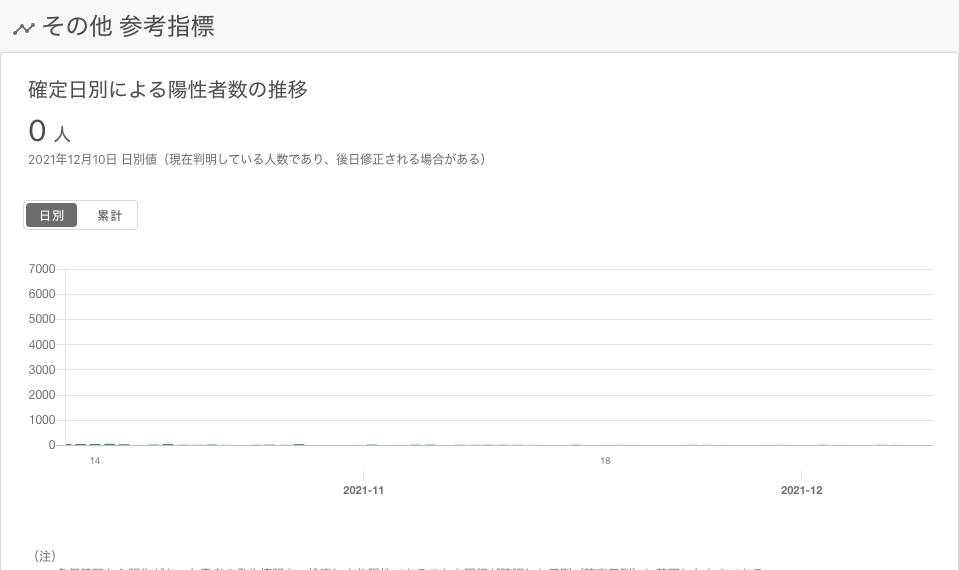 その他 参考指標
確定日別による陽性者数の推移
0 人
2021年12月10日 日別値（現在判明している人数であり、後日修正される場合がある）
日別 累計
7000
6000
5000
4000
3000
2000
1000
0
14 18
2021-11 2021-12
（注）